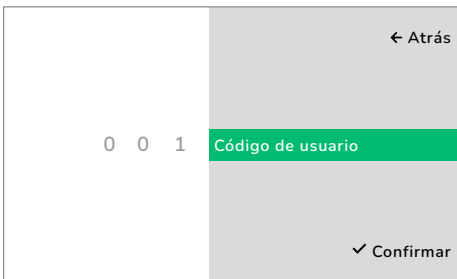 ← Atrás
0 0 1 Código de usuario
✓ Confirmar